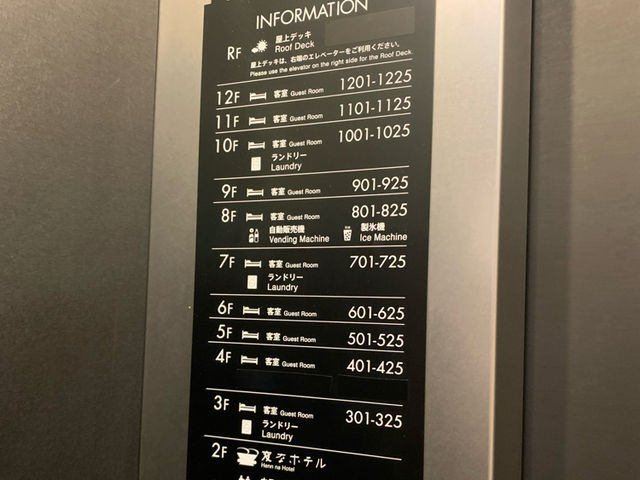 INFORMATION
RF 屋上デッキ
Roof Deck
屋上デッキは、右端のエレベーターをご利用ください。
Please use the elevator on the right side for the Roof Deck.
12F 客室 Guest Room 1201-1225
11F 客室 Guest Room 1101-1125
10F 客室 Guest Room 1001-1025
ランドリー
Laundry
9F 客室 Guest Room 901-925
8F 客室 Guest Room 801-825
自動販売機 製氷機
Vending Machine Ice Machine
7F 客室 Guest Room 701-725
ランドリー
Laundry
6F 客室 Guest Room 601-625
5F 客室 Guest Room 501-525
4F 客室 Guest Room 401-425
3F 客室 Guest Room 301-325
ランドリー
Laundry
2F 変なホテル
Henn na Hotel